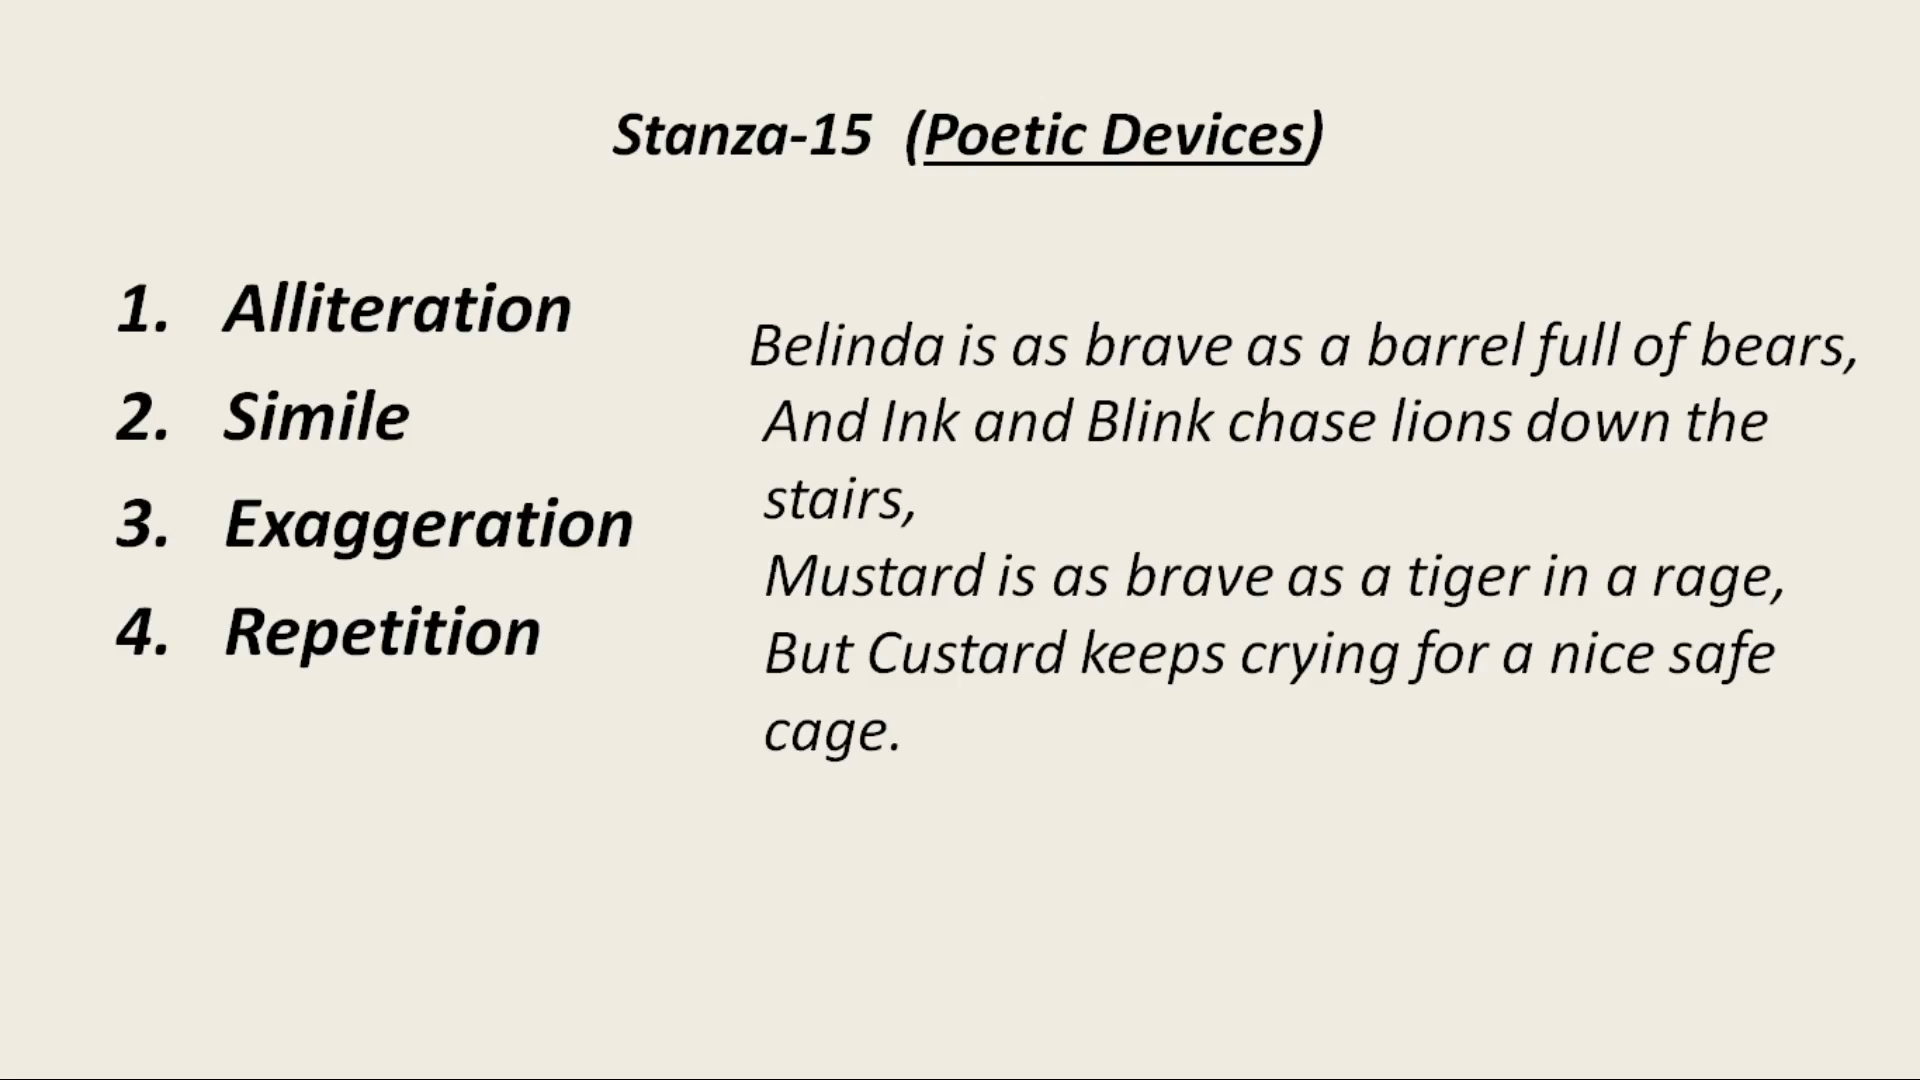 Stanza-15 (Poetic Devices)
1. Alliteration
2. Simile
3. Exaggeration
4. Repetition
Belinda is as brave as a barrel full of bears,
And Ink and Blink chase lions down the
stairs,
Mustard is as brave as a tiger in a rage,
But Custard keeps crying for a nice safe
cage.